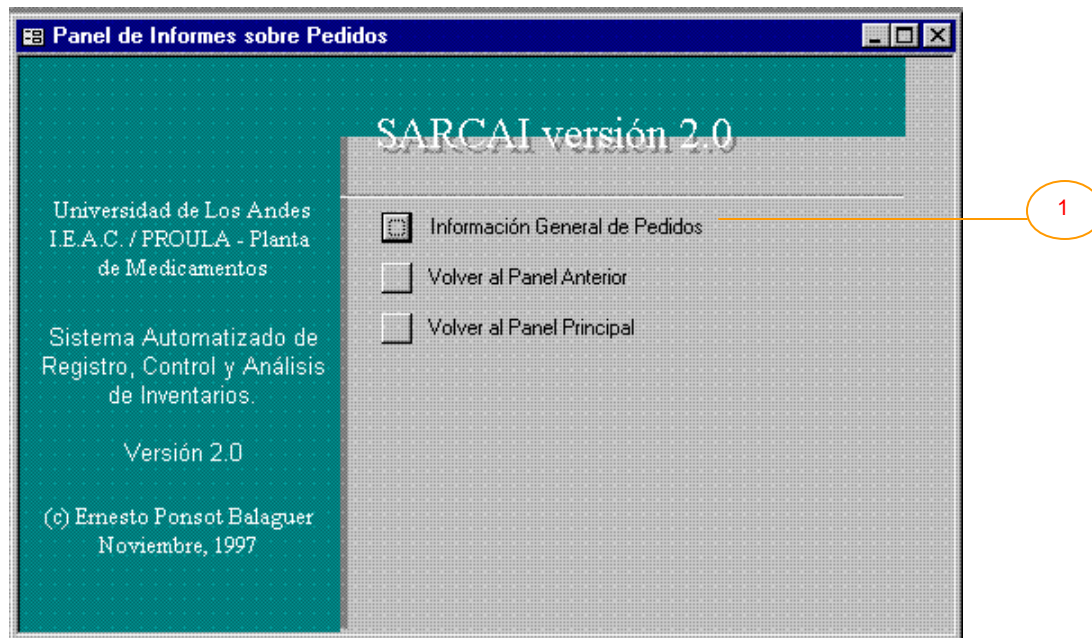 Panel de Informes sobre Pedidos
SARCAI versión 2.0
Universidad de Los Andes
I.E.A.C. / PROULA - Planta
de Medicamentos
Sistema Automatizado de
Registro, Control y Análisis
de Inventarios.
Versión 2.0
(c) Ernesto Ponsot Balaguer
Noviembre, 1997
Información General de Pedidos
Volver al Panel Anterior
Volver al Panel Principal
1